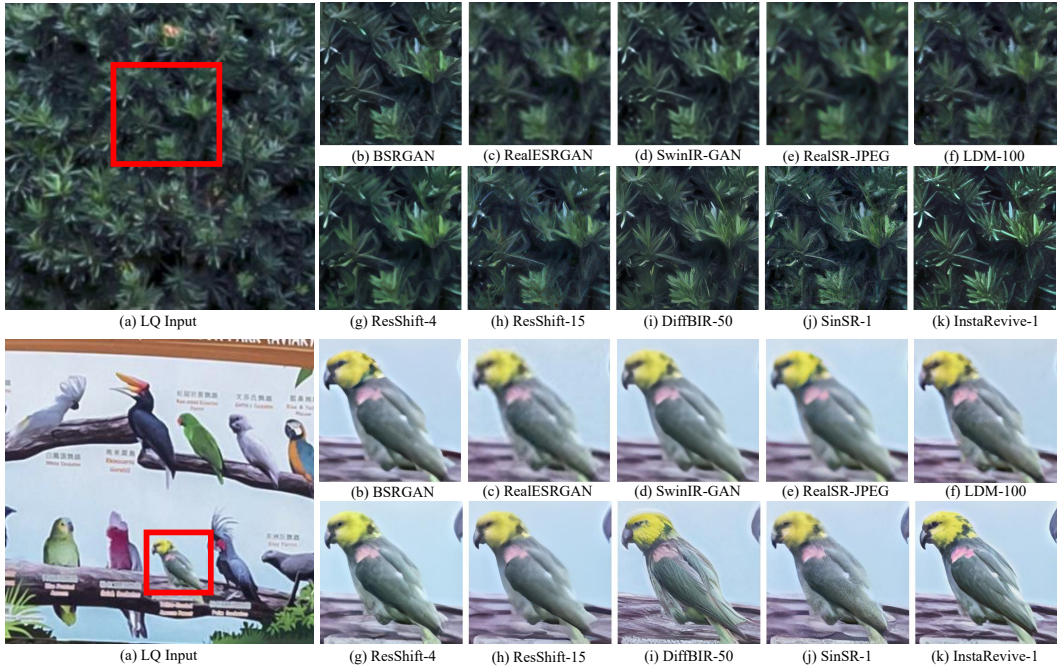 (b) BSRGAN
(c) RealESRGAN
(d) SwinIR-GAN
(e) RealSR-JPEG
(f) LDM-100
(a) LQ Input
(g) ResShift-4
(h) ResShift-15
(i) DiffBIR-50
(j) SinSR-1
(k) InstaRevive-1
PARK (AVIARY
(b) BSRGAN
(c) RealESRGAN
(d) SwinIR-GAN
(e) RealSR-JPEG
(f) LDM-100
(a) LQ Input
(g) ResShift-4
(h) ResShift-15
(i) DiffBIR-50
(j) SinSR-1
(k) InstaRevive-1